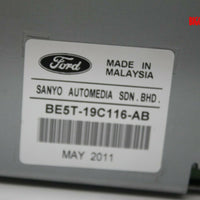 Ford
MADE IN
MALAYSIA
SANYO AUTOMEDIA SDN. BHD.
BE5T-19C116-AB
MAY 2011